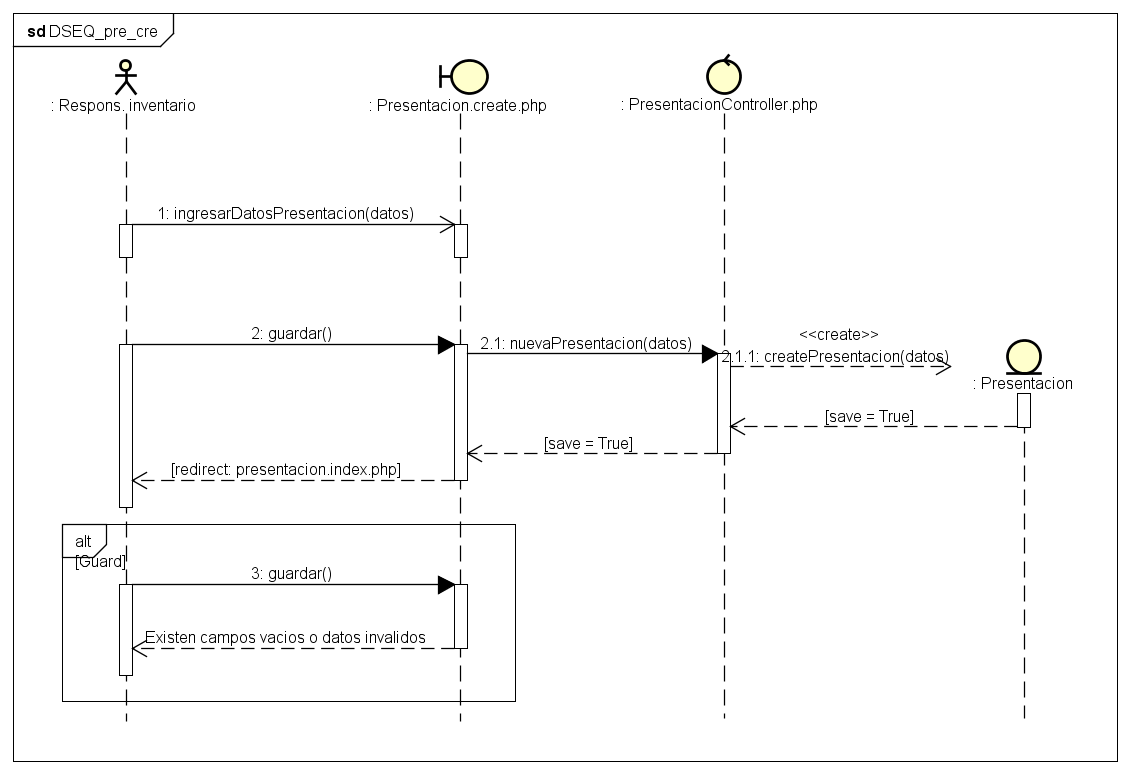 sd DSEQ_pre_cre
: Respons. inventario
: Presentacion.create.php
: PresentacionController.php
1: ingresarDatosPresentacion(datos)
2: guardar()
2.1: nuevaPresentacion(datos)
<<create>>
2.1.1: createPresentacion(datos)
: Presentacion
[save = True]
[save = True]
[redirect: presentacion.index.php]
alt
[Guard]
3: guardar()
Existen campos vacios o datos invalidos